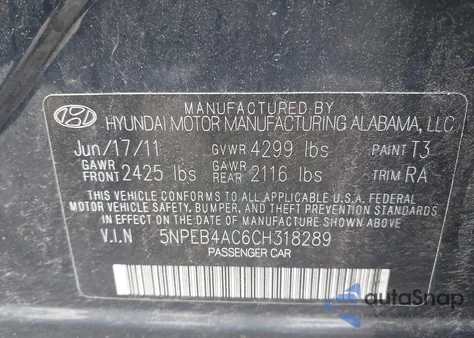 MANUFACTURED BY
HYUNDAI MOTOR MANUFACTURING ALABAMA, LLC
Jun/17/11 GVWR 4299 lbs PAINT T3
GAWR FRONT 2425 lbs GAWR REAR 2116 lbs TRIM RA
THIS VEHICLE CONFORMS TO ALL APPLICABLE U.S.A. FEDERAL
MOTOR VEHICLE SAFETY, BUMPER, AND THEFT PREVENTION STANDARDS
IN EFFECT ON THE DATE OF MANUFACTURE SHOWN ABOVE
V.I.N 5NPEB4AC6CH318289
PASSENGER CAR
autoSnap